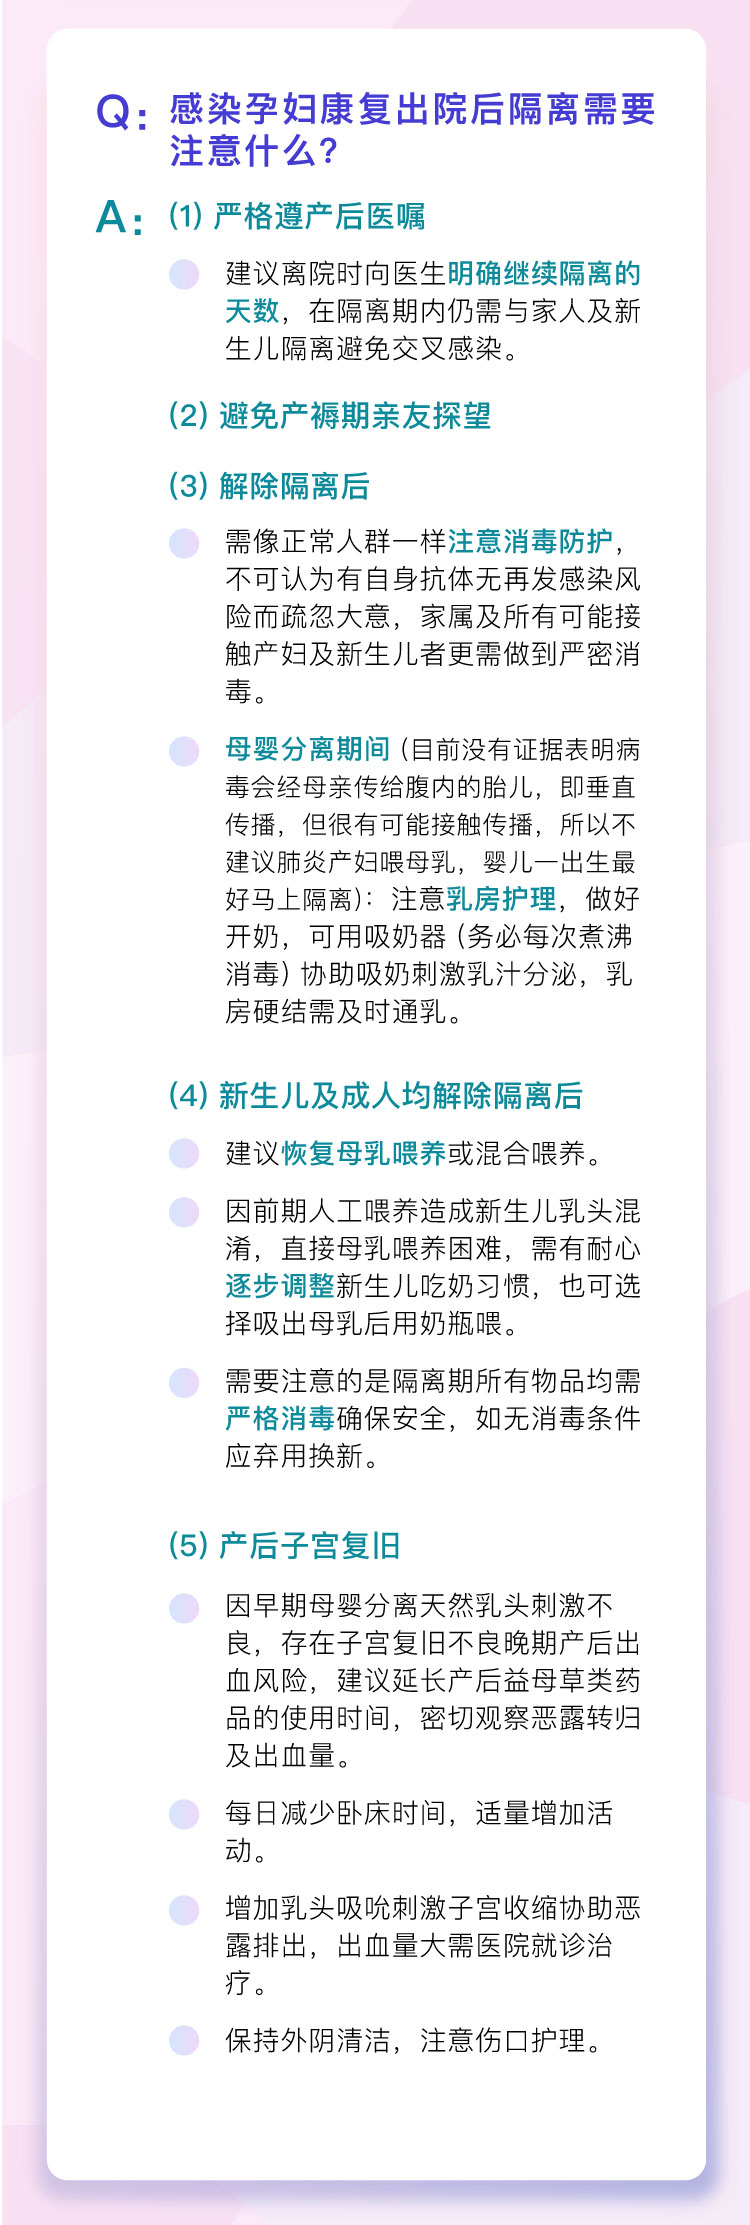 Q：感染孕妇康复出院后隔离需要
注意什么？
A：(1) 严格遵产后医嘱
建议离院时向医生明确继续隔离的
天数，在隔离期内仍需与家人及新
生儿隔离避免交叉感染。
(2) 避免产褥期亲友探望
(3) 解除隔离后
需像正常人群一样注意消毒防护，
不可认为有自身抗体无再发感染风
险而疏忽大意，家属及所有可能接
触产妇及新生儿者更需做到严密消
毒。
母婴分离期间（目前没有证据表明病
毒会经母亲传给腹内的胎儿，即垂直
传播，但很有可能接触传播，所以不
建议肺炎产妇喂母乳，婴儿一出生最
好马上隔离）：注意乳房护理，做好
开奶，可用吸奶器（务必每次煮沸
消毒）协助吸奶刺激乳汁分泌，乳
房硬结需及时通乳。
(4) 新生儿及成人均解除隔离后
建议恢复母乳喂养或混合喂养。
因前期人工喂养造成新生儿乳头混
淆，直接母乳喂养困难，需有耐心
逐步调整新生儿吃奶习惯，也可选
择吸出母乳后用奶瓶喂。
需要注意的是隔离期所有物品均需
严格消毒确保安全，如无消毒条件
应弃用换新。
(5) 产后子宫复旧
因早期母婴分离天然乳头刺激不
良，存在子宫复旧不良晚期产后出
血风险，建议延长产后益母草类药
品的使用时间，密切观察恶露转归
及出血量。
每日减少卧床时间，适量增加活
动。
增加乳头吸吮刺激子宫收缩协助恶
露排出，出血量大需医院就诊治
疗。
保持外阴清洁，注意伤口护理。